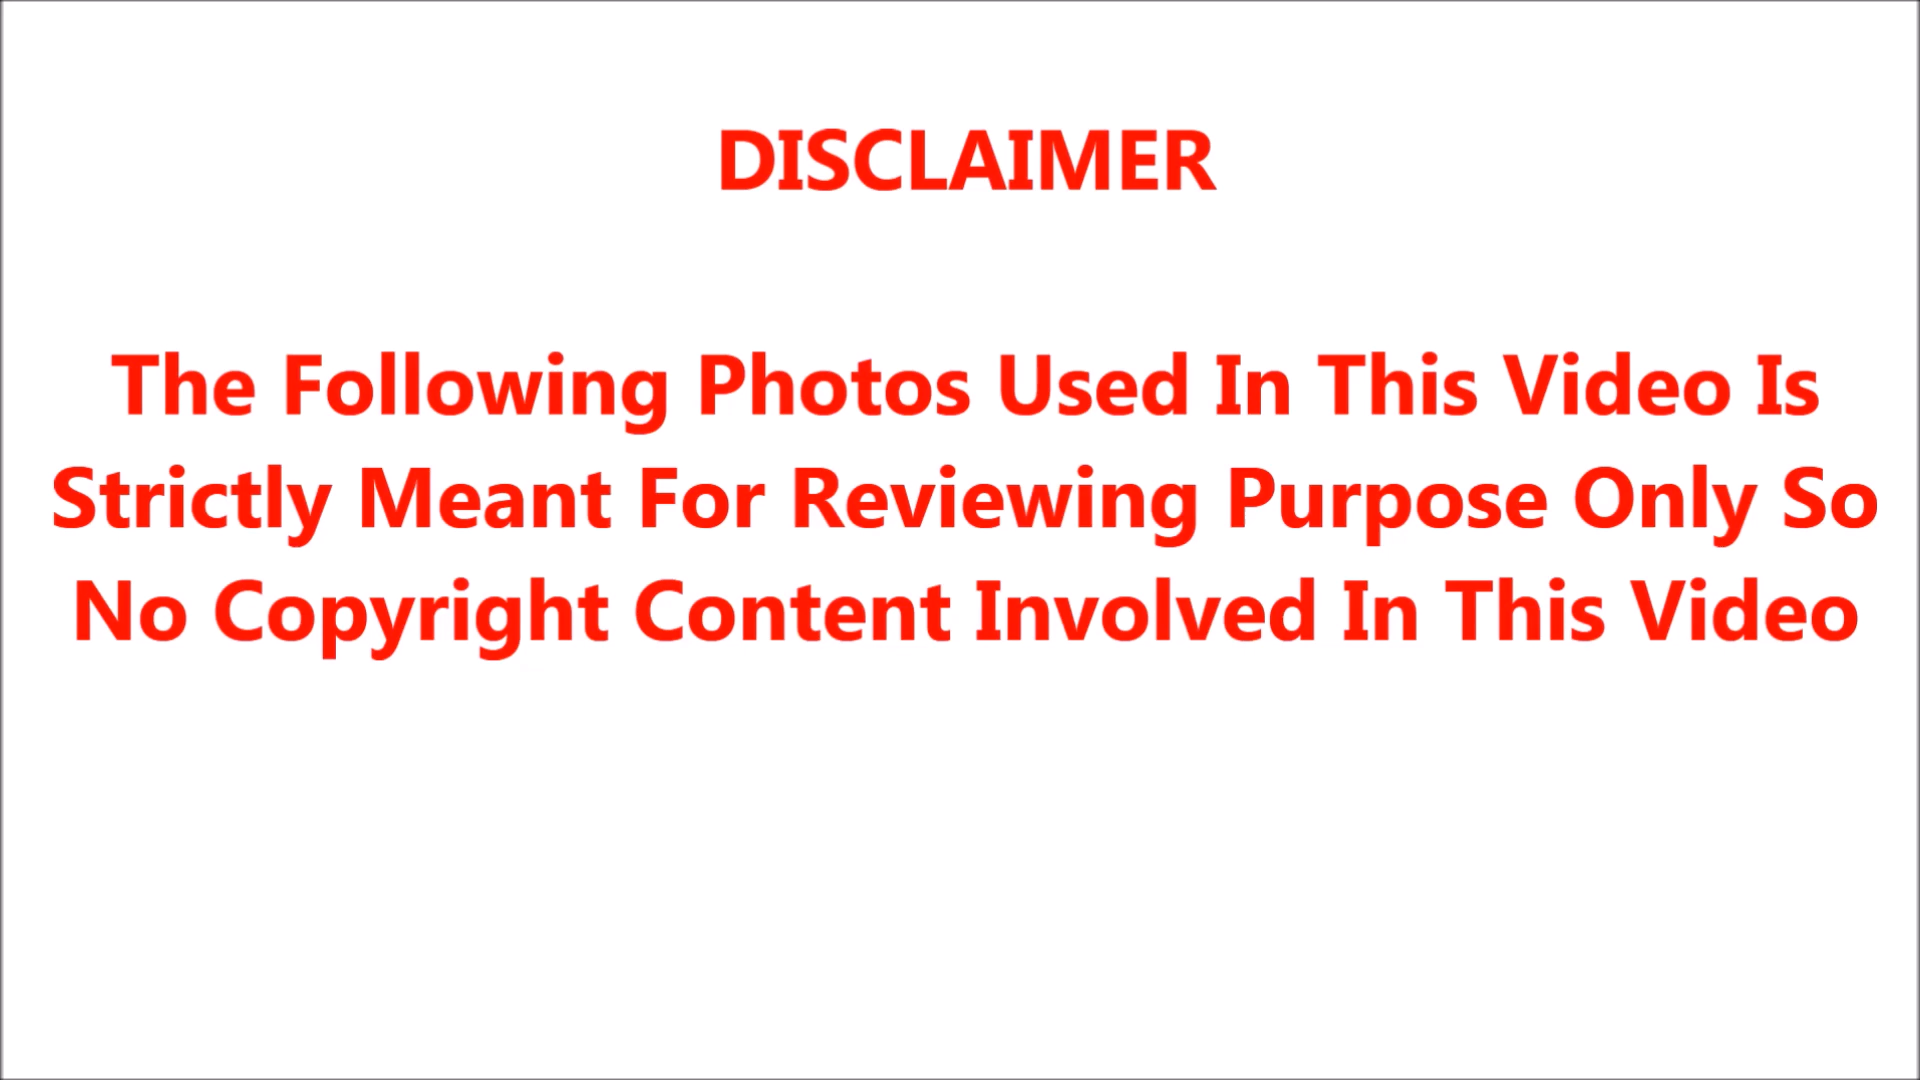 DISCLAIMER
The Following Photos Used In This Video Is
Strictly Meant For Reviewing Purpose Only So
No Copyright Content Involved In This Video